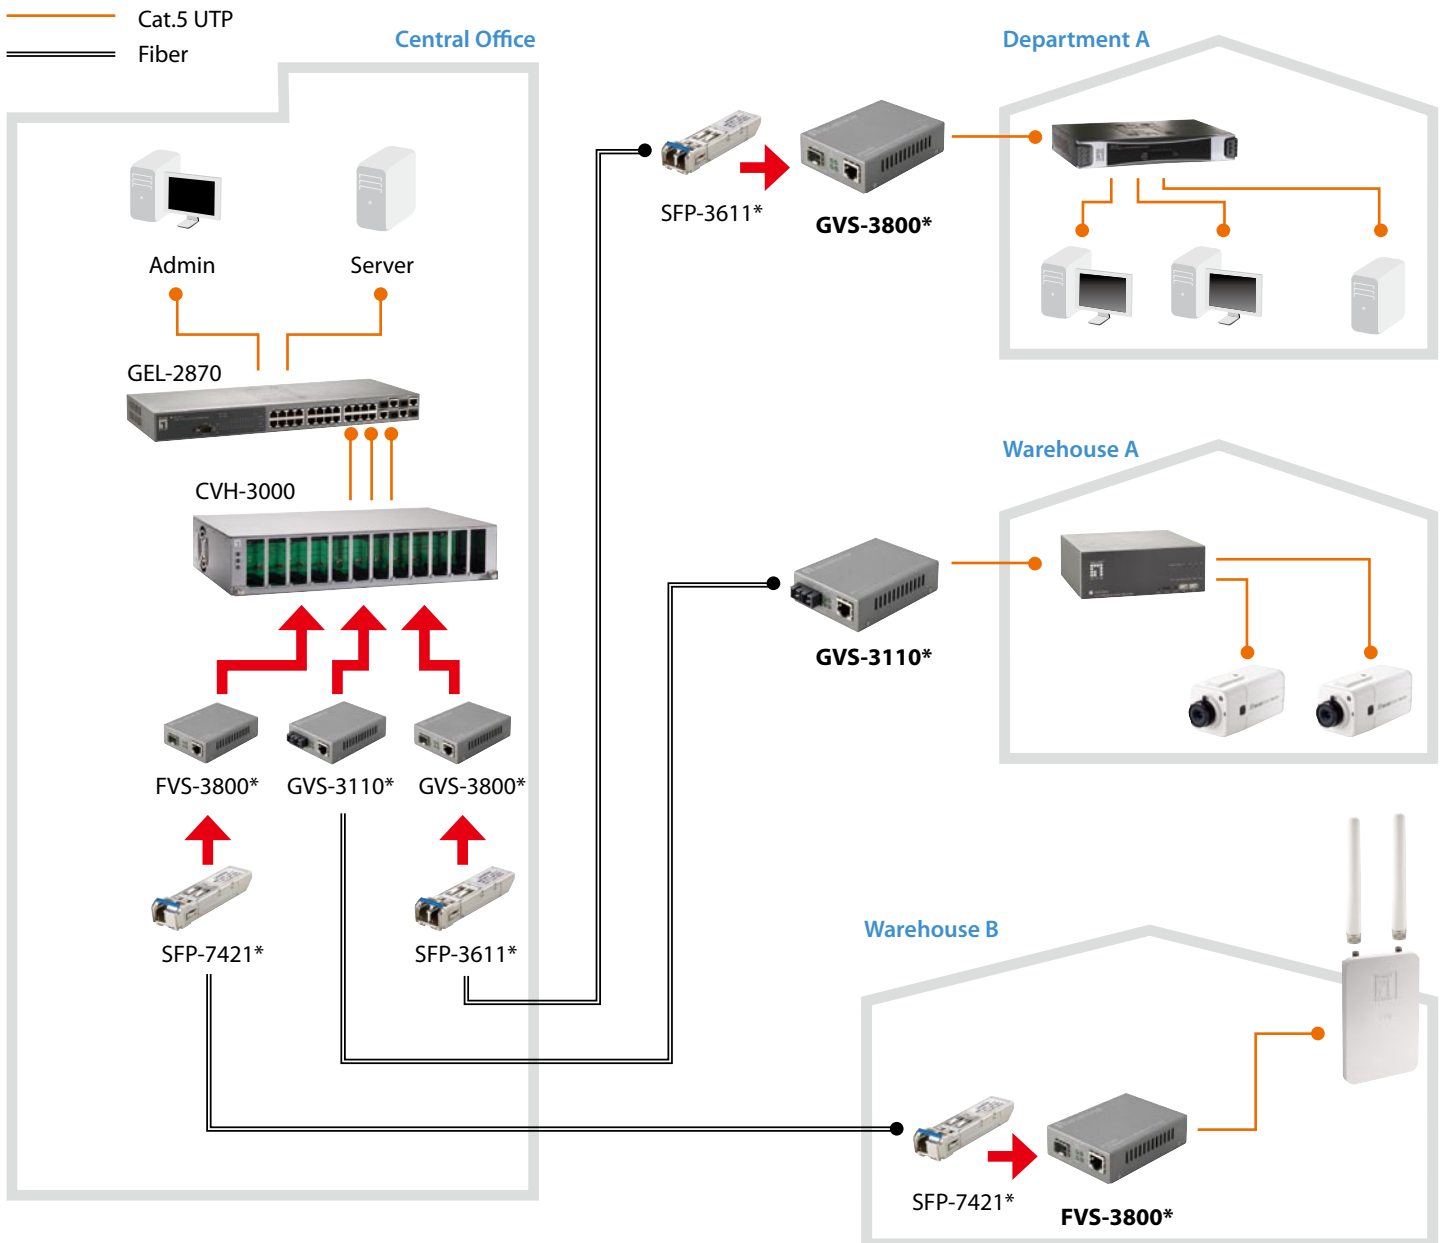 Cat.5 UTP
Fiber
Central Office
Department A
SFP-3611*
GVS-3800*
Admin
Server
GEL-2870
CVH-3000
Warehouse A
GVS-3110*
FVS-3800*
GVS-3110*
GVS-3800*
SFP-7421*
SFP-3611*
Warehouse B
SFP-7421*
FVS-3800*